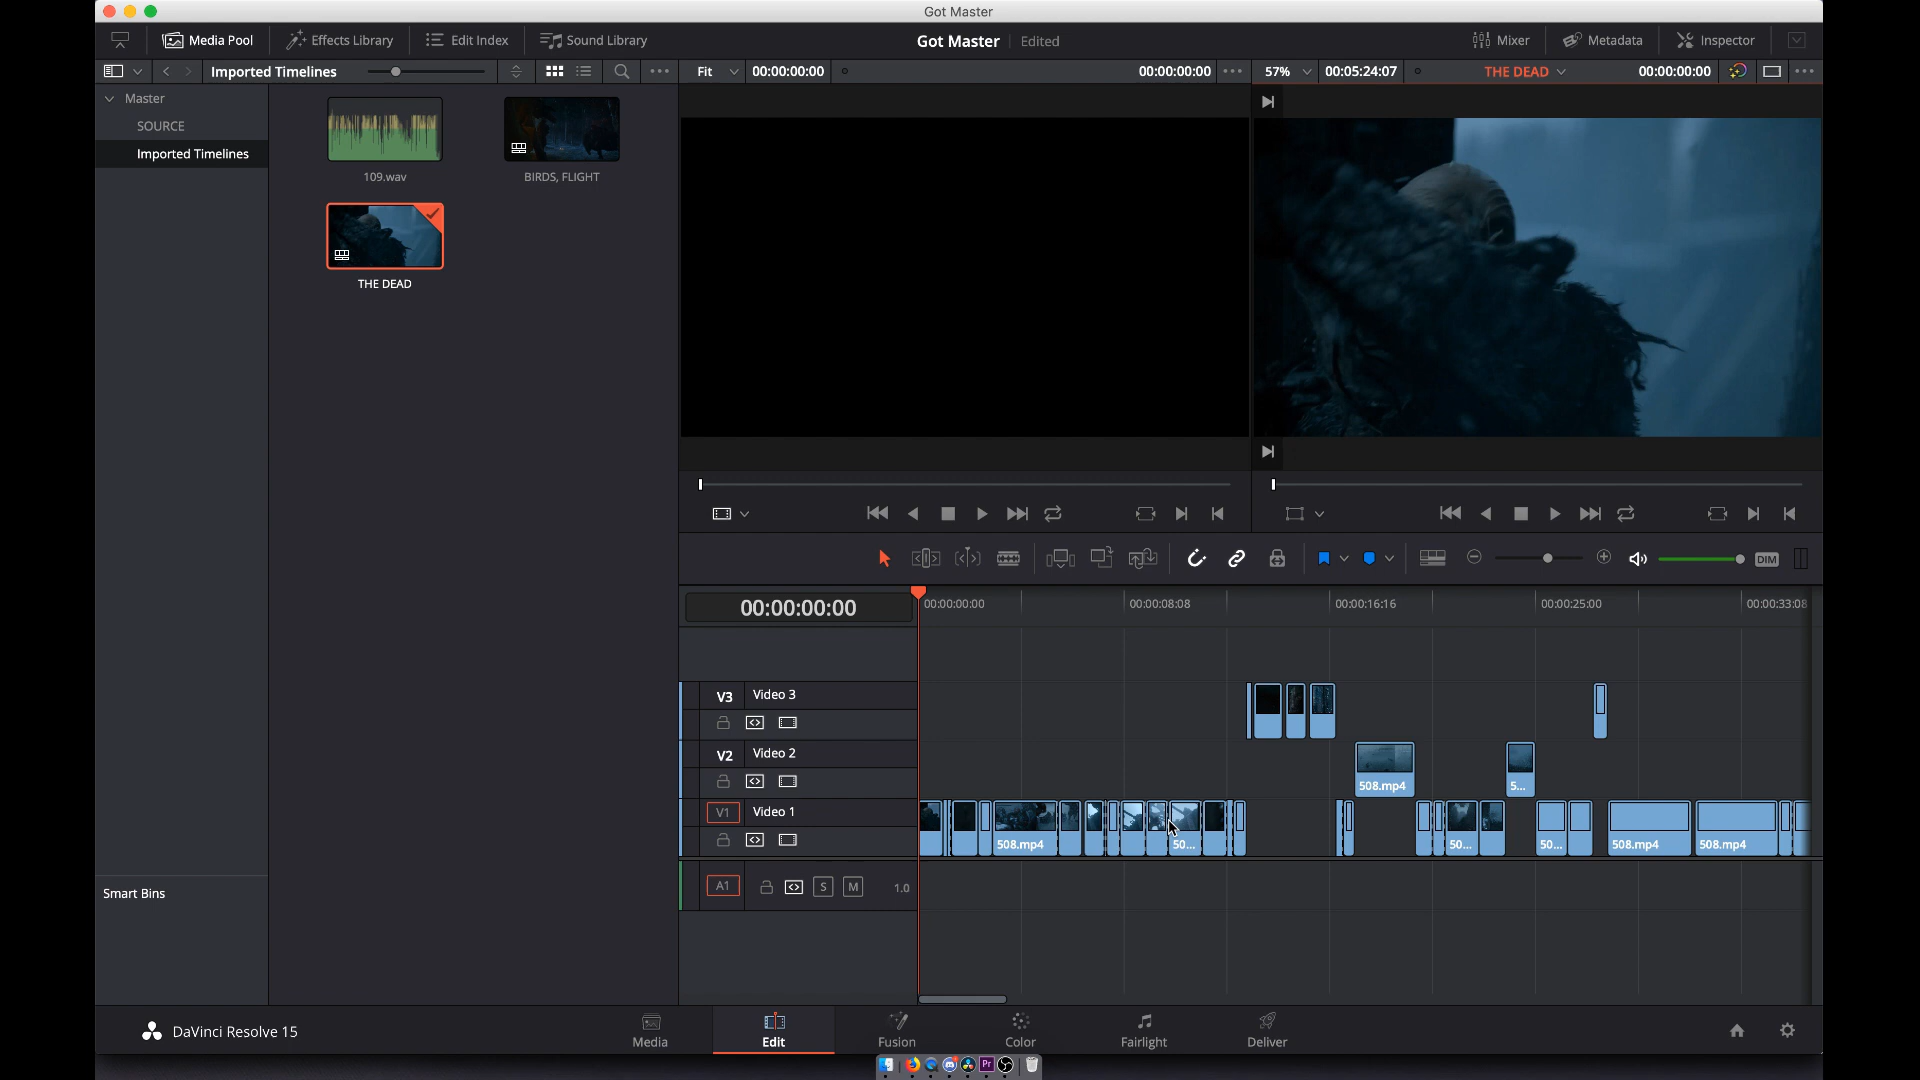 Got Master
Media Pool
Effects Library
Edit Index
Sound Library
Got Master
Edited
Mixer
Metadata
Inspector
Imported Timelines
Fit
00:00:00:00
00:00:00:00
57%
00:05:24:07
THE DEAD
00:00:00:00
Master
SOURCE
Imported Timelines
109.wav
BIRDS, FLIGHT
THE DEAD
DIM
00:00:00:00
00:00:00:00
00:00:08:08
00:00:16:16
00:00:25:00
00:00:33:08
V3
Video 3
V2
Video 2
508.mp4
5...
V1
Video 1
508.mp4
50...
50...
50...
508.mp4
508.mp4
A1
S
M
1.0
Smart Bins
DaVinci Resolve 15
Media
Edit
Fusion
Color
Fairlight
Deliver
Pr